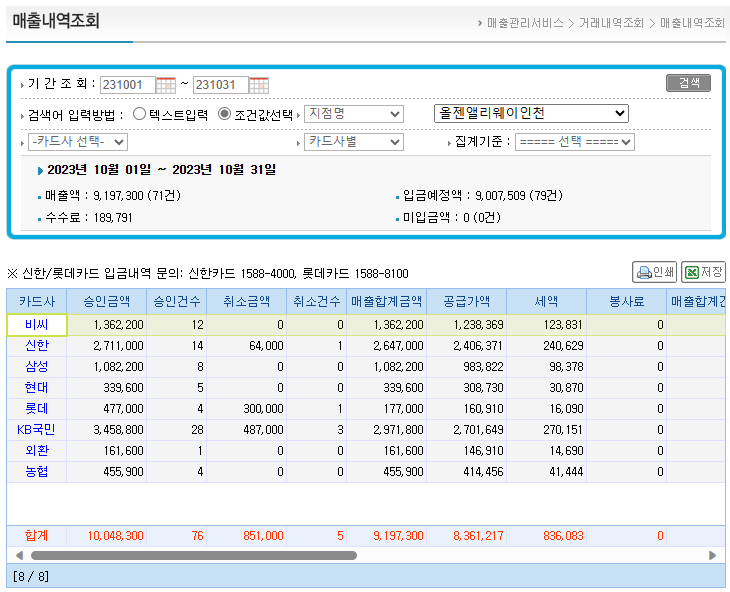 매출내역조회
› 매출관리서비스 > 거래내역조회 > 매출내역조회
기 간 조 회 : 231001 ~ 231031 검색
검색어 입력방법 : 텍스트입력 조건값선택 지점명 올젠앨리웨이인천
-카드사 선택- 카드사별 집계기준 : ===== 선택 =====
2023년 10월 01일 ~ 2023년 10월 31일
매출액 : 9,197,300 (71건) 입금예정액 : 9,007,509 (79건)
수수료 : 189,791 미입금액 : 0 (0건)
※ 신한/롯데카드 입금내역 문의: 신한카드 1588-4000, 롯데카드 1588-8100 인쇄 저장
카드사 승인금액 승인건수 취소금액 취소건수 매출합계금액 공급가액 세액 봉사료 매출합계건
비씨 1,362,200 12 0 0 1,362,200 1,238,369 123,831 0
신한 2,711,000 14 64,000 1 2,647,000 2,406,371 240,629 0
삼성 1,082,200 8 0 0 1,082,200 983,822 98,378 0
현대 339,600 5 0 0 339,600 308,730 30,870 0
롯데 477,000 4 300,000 1 177,000 160,910 16,090 0
KB국민 3,458,800 28 487,000 3 2,971,800 2,701,649 270,151 0
외환 161,600 1 0 0 161,600 146,910 14,690 0
농협 455,900 4 0 0 455,900 414,456 41,444 0
합계 10,048,300 76 851,000 5 9,197,300 8,361,217 836,083 0
[8 / 8]